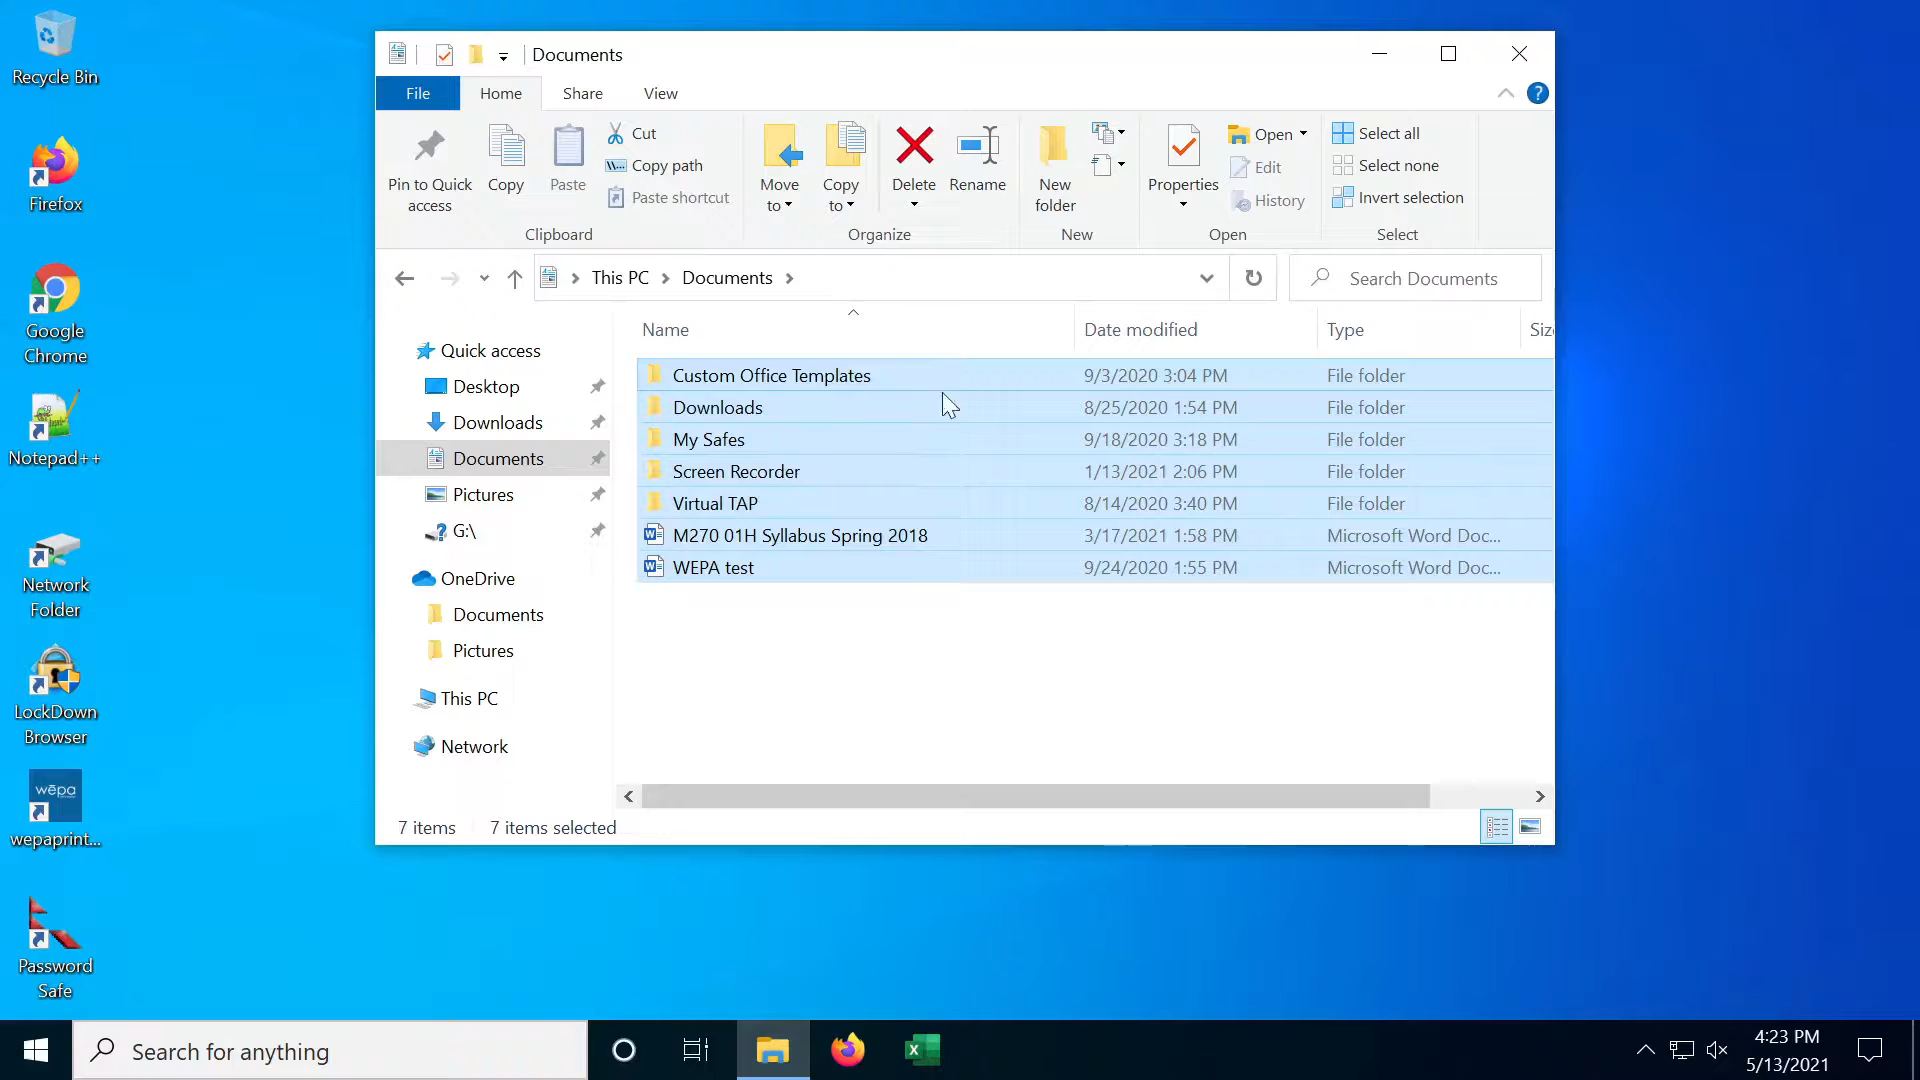 Documents
File
Home
Share
View
Pin to Quick access
Copy
Paste
Cut
Copy path
Paste shortcut
Clipboard
Move to
Copy to
Delete
Rename
Organize
New folder
New
Properties
Open
Edit
History
Open
Select all
Select none
Invert selection
Select
This PC
Documents
Search Documents
Name
Date modified
Type
Siz
Custom Office Templates 9/3/2020 3:04 PM File folder
Downloads 8/25/2020 1:54 PM File folder
My Safes 9/18/2020 3:18 PM File folder
Screen Recorder 1/13/2021 2:06 PM File folder
Virtual TAP 8/14/2020 3:40 PM File folder
M270 01H Syllabus Spring 2018 3/17/2021 1:58 PM Microsoft Word Doc...
WEPA test 9/24/2020 1:55 PM Microsoft Word Doc...
Quick access
Desktop
Downloads
Documents
Pictures
G:\
OneDrive
Documents
Pictures
This PC
Network
7 items
7 items selected
Recycle Bin
Firefox
Google
Chrome
Notepad++
Network
Folder
LockDown
Browser
wēpa
wepaprint...
Password
Safe
Search for anything
4:23 PM
5/13/2021